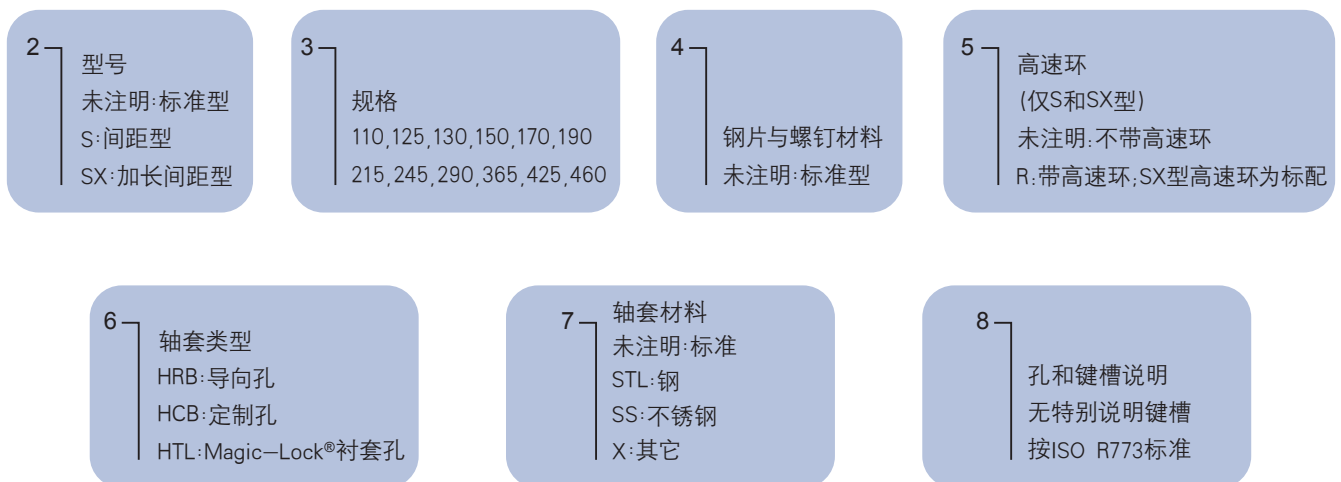 2
型号
未注明:标准型
S:间距型
SX:加长间距型
3
规格
110,125,130,150,170,190
215,245,290,365,425,460
4
钢片与螺钉材料
未注明:标准型
5
高速环
(仅S和SX型)
未注明:不带高速环
R:带高速环;SX型高速环为标配
6
轴套类型
HRB:导向孔
HCB:定制孔
HTL:Magic—Lock®衬套孔
7
轴套材料
未注明:标准
STL:钢
SS:不锈钢
X:其它
8
孔和键槽说明
无特别说明键槽
按ISO R773标准